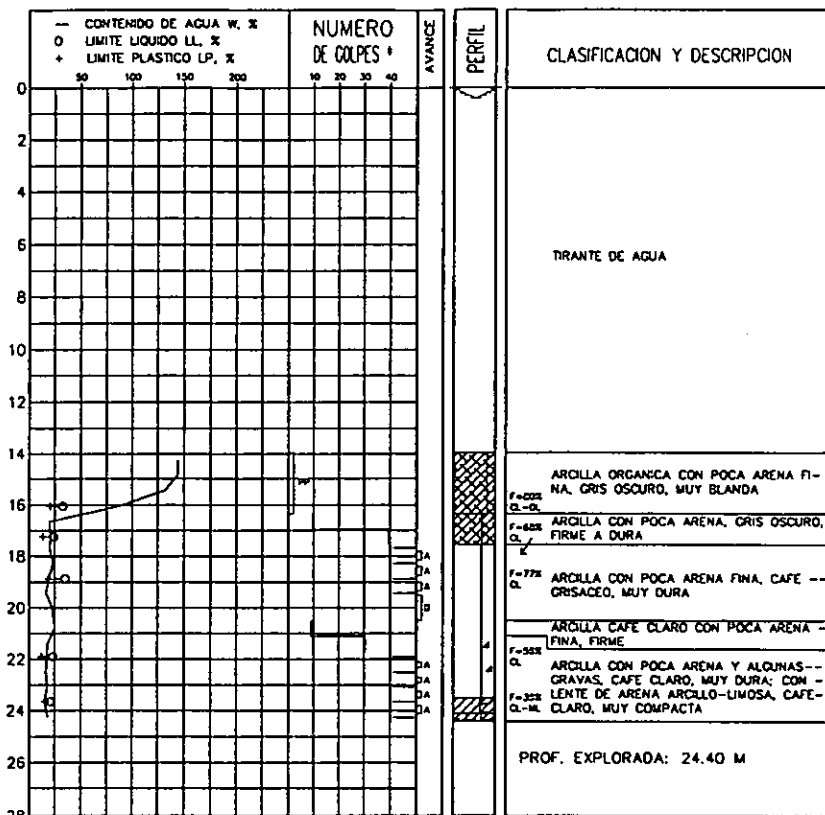 — CONTENIDO DE AGUA W, %
O LIMITE LIQUIDO LL, %
+ LIMITE PLASTICO LP, %
50 100 150 200
NUMERO
DE GOLPES *
10 20 30 40
AVANCE
PERFIL
CLASIFICACION Y DESCRIPCION
0
2
4
6
8
10
12
14
16
18
20
22
24
26
28
TIRANTE DE AGUA
ARCILLA ORGANICA CON POCA ARENA FI-
NA, GRIS OSCURO, MUY BLANDA
CL-OL
ARCILLA CON POCA ARENA, GRIS OSCURO,
FIRME A DURA
F=68%
CL
F=77%
CL
ARCILLA CON POCA ARENA FINA, CAFE --
GRISACEO, MUY DURA
ARCILLA CAFE CLARO CON POCA ARENA -
FINA, FIRME
CL
ARCILLA CON POCA ARENA Y ALGUNAS--
GRAVAS, CAFE CLARO, MUY DURA; CON -
LENTE DE ARENA ARCILLO-LIMOSA, CAFE-
CLARO, MUY COMPACTA
CL-ML
A
A
A
A
A
A
A
PROF. EXPLORADA: 24.40 M